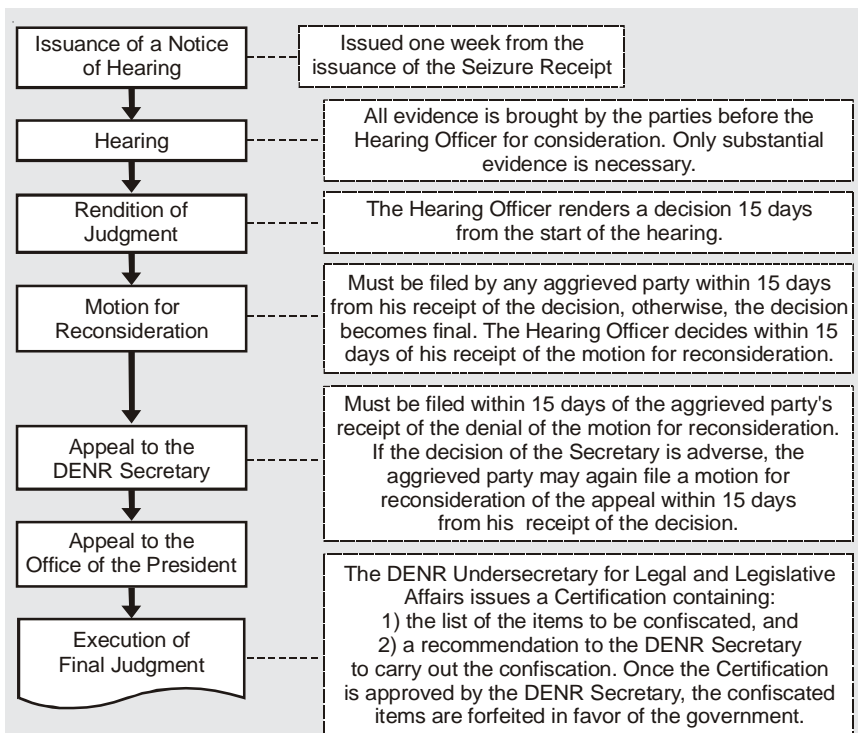 Issuance of a Notice
of Hearing
Issued one week from the
issuance of the Seizure Receipt
Hearing
All evidence is brought by the parties before the
Hearing Officer for consideration. Only substantial
evidence is necessary.
Rendition of
Judgment
The Hearing Officer renders a decision 15 days
from the start of the hearing.
Motion for
Reconsideration
Must be filed by any aggrieved party within 15 days
from his receipt of the decision, otherwise, the decision
becomes final. The Hearing Officer decides within 15
days of his receipt of the motion for reconsideration.
Appeal to the
DENR Secretary
Must be filed within 15 days of the aggrieved party's
receipt of the denial of the motion for reconsideration.
If the decision of the Secretary is adverse, the
aggrieved party may again file a motion for
reconsideration of the appeal within 15 days
from his receipt of the decision.
Appeal to the
Office of the President
Execution of
Final Judgment
The DENR Undersecretary for Legal and Legislative
Affairs issues a Certification containing:
1) the list of the items to be confiscated, and
2) a recommendation to the DENR Secretary
to carry out the confiscation. Once the Certification
is approved by the DENR Secretary, the confiscated
items are forfeited in favor of the government.